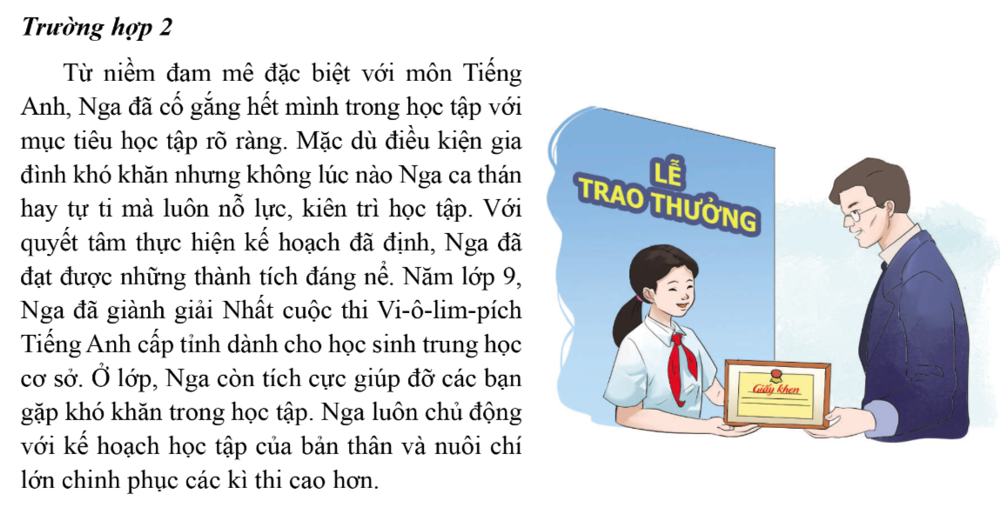 Trường hợp 2
Từ niềm đam mê đặc biệt với môn Tiếng
Anh, Nga đã cố gắng hết mình trong học tập với
mục tiêu học tập rõ ràng. Mặc dù điều kiện gia
đình khó khăn nhưng không lúc nào Nga ca thán
hay tự ti mà luôn nỗ lực, kiên trì học tập. Với
quyết tâm thực hiện kế hoạch đã định, Nga đã
đạt được những thành tích đáng nể. Năm lớp 9,
Nga đã giành giải Nhất cuộc thi Vi-ô-lim-pích
Tiếng Anh cấp tỉnh dành cho học sinh trung học
cơ sở. Ở lớp, Nga còn tích cực giúp đỡ các bạn
gặp khó khăn trong học tập. Nga luôn chủ động
với kế hoạch học tập của bản thân và nuôi chí
lớn chinh phục các kì thi cao hơn.
LỄ
TRAO THƯỞNG
Giấy khen